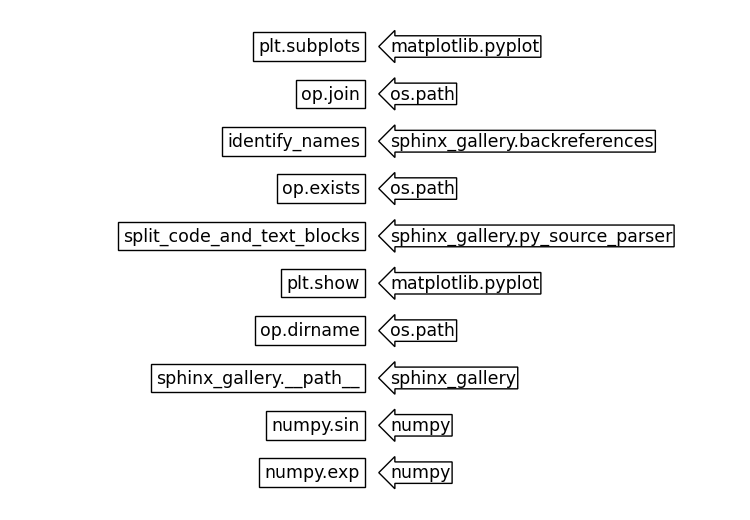 plt.subplots matplotlib.pyplot
op.join os.path
identify_names sphinx_gallery.backreferences
op.exists os.path
split_code_and_text_blocks sphinx_gallery.py_source_parser
plt.show matplotlib.pyplot
op.dirname os.path
sphinx_gallery.__path__ sphinx_gallery
numpy.sin numpy
numpy.exp numpy